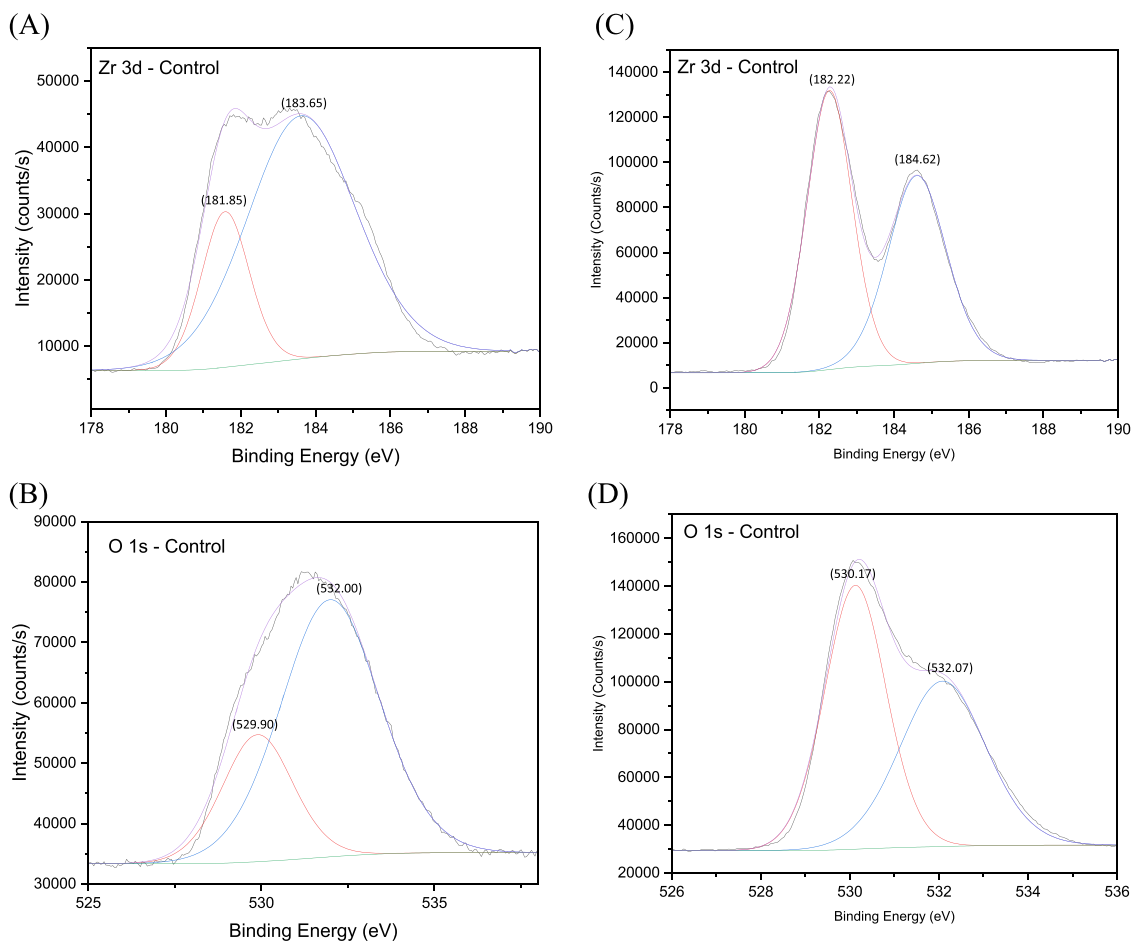 (A)
Zr 3d - Control
(183.65)
(181.85)
50000
40000
30000
20000
10000
Intensity (counts/s)
178 180 182 184 186 188 190
Binding Energy (eV)
(C)
Zr 3d - Control
(182.22)
(184.62)
140000
120000
100000
80000
60000
40000
20000
0
Intensity (Counts/s)
178 180 182 184 186 188 190
Binding Energy (eV)
(B)
O 1s - Control
(532.00)
(529.90)
90000
80000
70000
60000
50000
40000
30000
Intensity (counts/s)
525 530 535
Binding Energy (eV)
(D)
O 1s - Control
(530.17)
(532.07)
160000
140000
120000
100000
80000
60000
40000
20000
Intensity (Counts/s)
526 528 530 532 534 536
Binding Energy (eV)